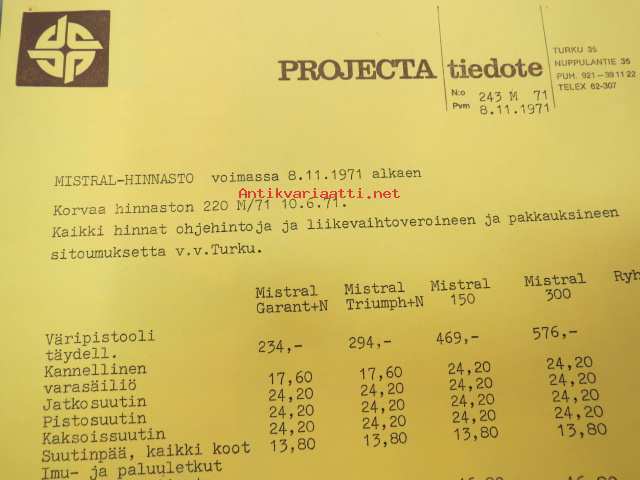 PROJECTA tiedote
TURKU 35
NUPPULANTIE 35
PUH. 921-39 11 22
TELEX 62-307
N:o 243 M 71
Pvm 8.11.1971
MISTRAL-HINNASTO voimassa 8.11.1971 alkaen
Antikvariaatti.net
Korvaa hinnaston 220 M/71 10.6.71.
Kaikki hinnat ohjehintoja ja liikevaihtoveroineen ja pakkauksineen
sitoumuksetta v.v.Turku.
Mistral Mistral Mistral Mistral Ryh
Garant+N Triumph+N 150 300
Väripistooli
täydell. 234,- 294,- 469,- 576,-
Kannellinen
varasäiliö 17,60 17,60 24,20 24,20
Jatkosuutin 24,20 24,20 24,20 24,20
Pistosuutin 24,20 24,20 24,20 24,20
Kaksoissuutin 24,20 24,20 24,20 24,20
Suutinpää, kaikki koot 13,80 13,80 13,80 13,80
Imu- ja paluuletkut